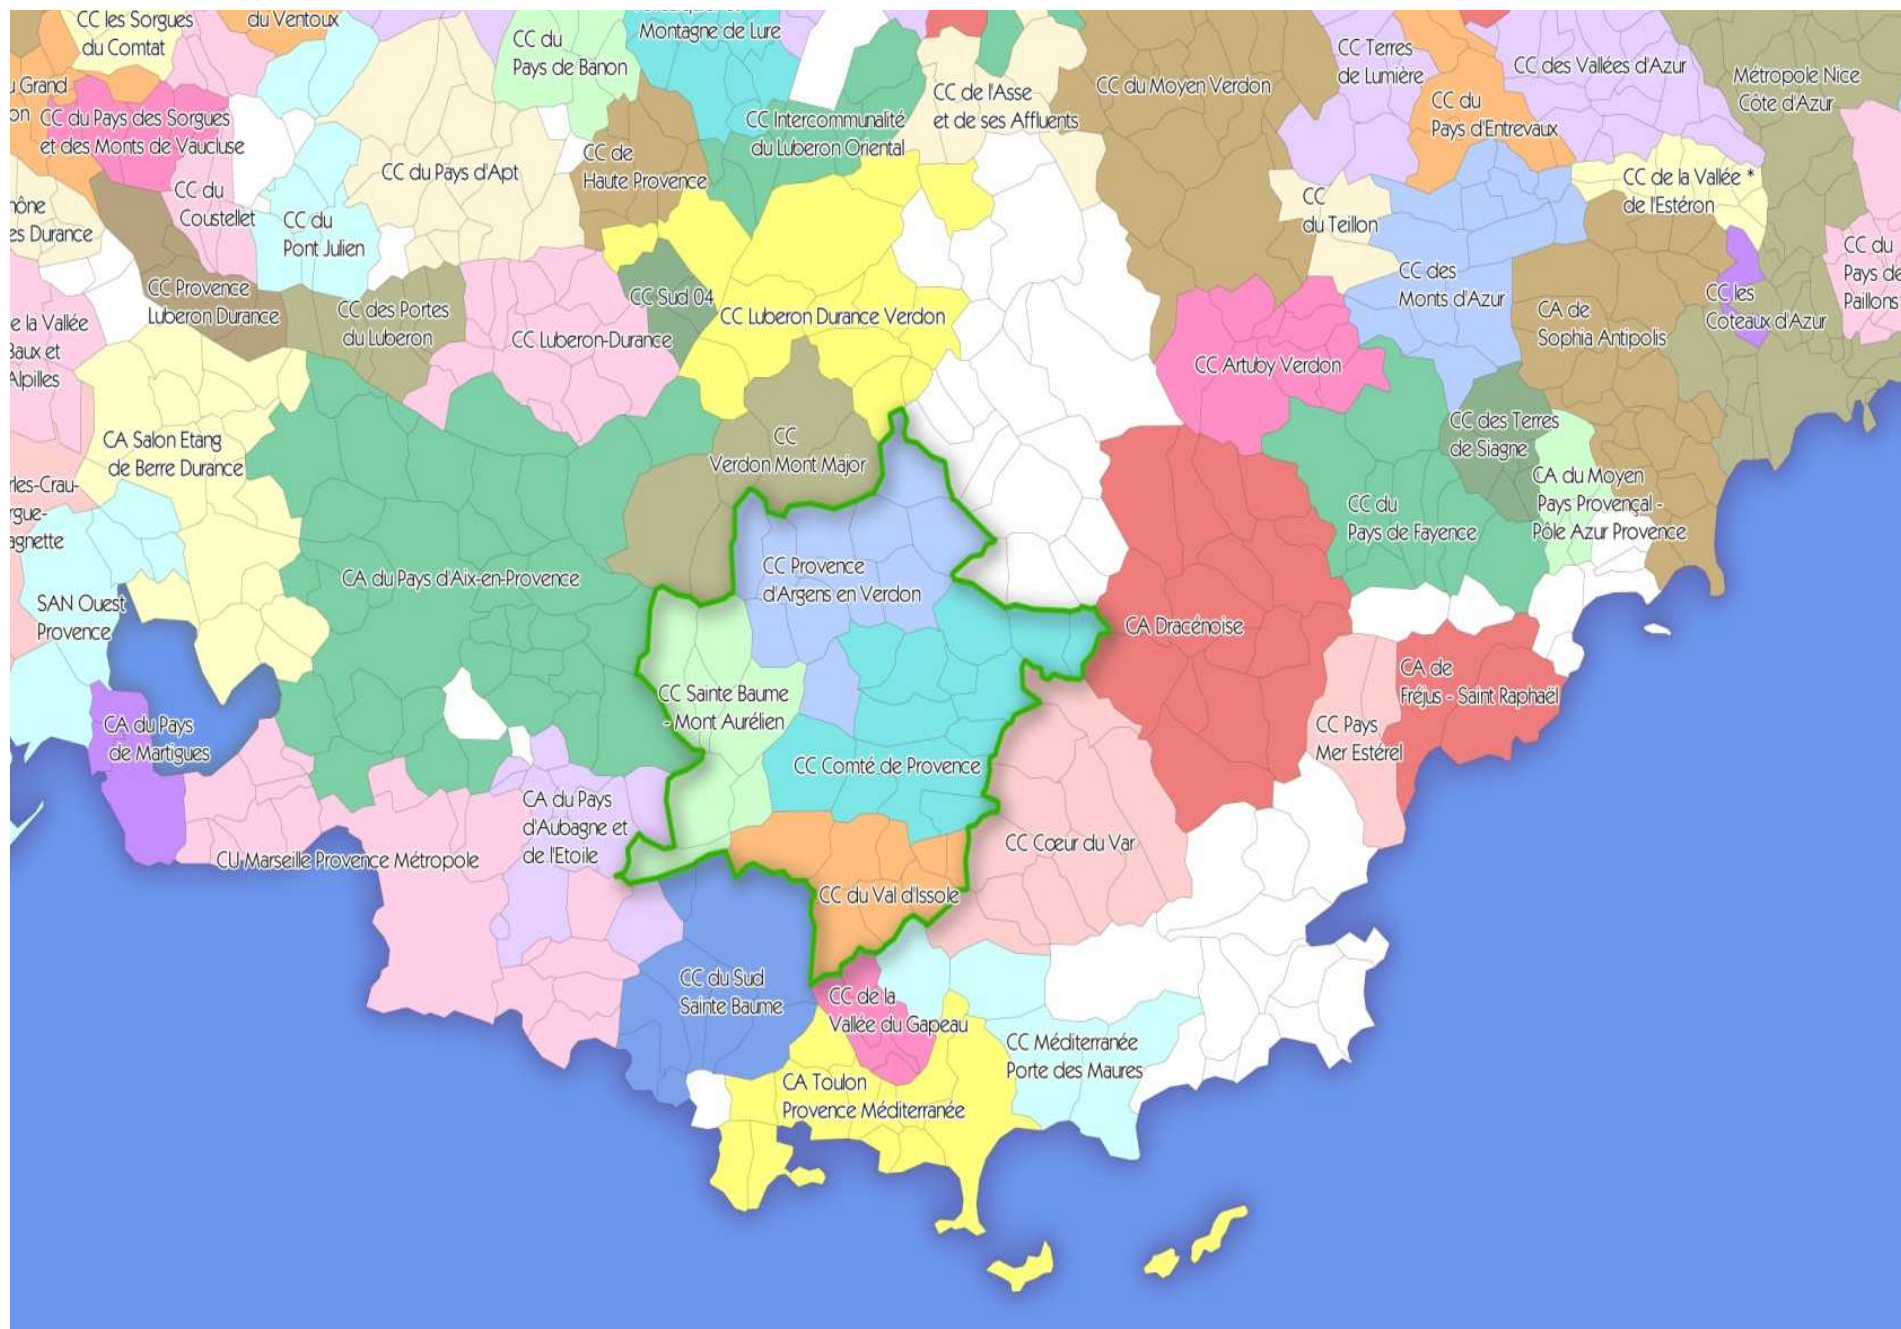 CC les Sorgues
du Comtat
du Ventoux
CC du
Pays de Banon
Montagne de Lure
CC Terres
de Lumière
CC des Vallées d'Azur
Métropole Nice
Côte d'Azur
Grand
on
CC du Pays des Sorgues
et des Monts de Vaucluse
CC du Moyen Verdon
CC de l'Asse
et de ses Affluents
CC Intercommunalité
du Luberon Oriental
CC du
Pays d'Entrevaux
CC du Pays d'Apt
CC de
Haute Provence
CC du
Coustellet
CC du
Pont Julien
CC de la Vallée *
de l'Estéron
CC
du Teillon
hône
es Durance
CC du
Pays de
Paillons
CC Provence
Luberon Durance
CC des Portes
du Luberon
CC Luberon-Durance
CC Sud 04
CC Luberon Durance Verdon
CC des
Monts d'Azur
CA de
Sophia Antipolis
CC les
Coteaux d'Azur
e la Vallée
Baux et
Alpilles
CC Artuby Verdon
CA Salon Etang
de Berre Durance
CC
Verdon Mont Major
CC des Terres
de Siagne
CA du Moyen
Pays Provençal -
Pôle Azur Provence
CC du
Pays de Fayence
rles-Crau-
rgue-
agnette
CA du Pays d'Aix-en-Provence
CC Provence
d'Argens en Verdon
SAN Ouest
Provence
CA Dracénoise
CC Sainte Baume
- Mont Aurélien
CA de
Fréjus - Saint Raphaël
CC Pays
Mer Estérel
CA du Pays
de Martigues
CC Comté de Provence
CA du Pays
d'Aubagne et
de l'Etoile
CU Marseille Provence Métropole
CC Cœur du Var
CC du Val d'Issole
CC du Sud
Sainte Baume
CC de la
Vallée du Gapeau
CC Méditerranée
Porte des Maures
CA Toulon
Provence Méditerranée